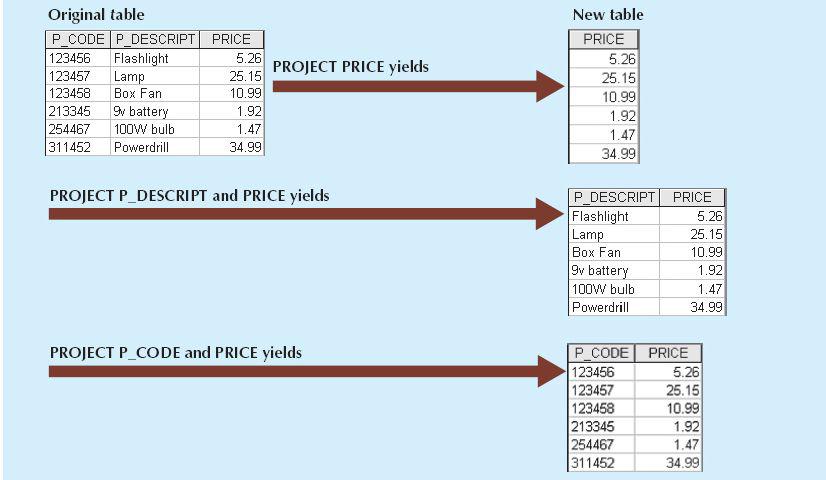 Original table
New table
P_CODE P_DESCRIPT PRICE
123456 Flashlight 5.26
123457 Lamp 25.15
123458 Box Fan 10.99
213345 9v battery 1.92
254467 100W bulb 1.47
311452 Powerdrill 34.99
PROJECT PRICE yields
PRICE
5.26
25.15
10.99
1.92
1.47
34.99
PROJECT P_DESCRIPT and PRICE yields
P_DESCRIPT PRICE
Flashlight 5.26
Lamp 25.15
Box Fan 10.99
9v battery 1.92
100W bulb 1.47
Powerdrill 34.99
PROJECT P_CODE and PRICE yields
P_CODE PRICE
123456 5.26
123457 25.15
123458 10.99
213345 1.92
254467 1.47
311452 34.99